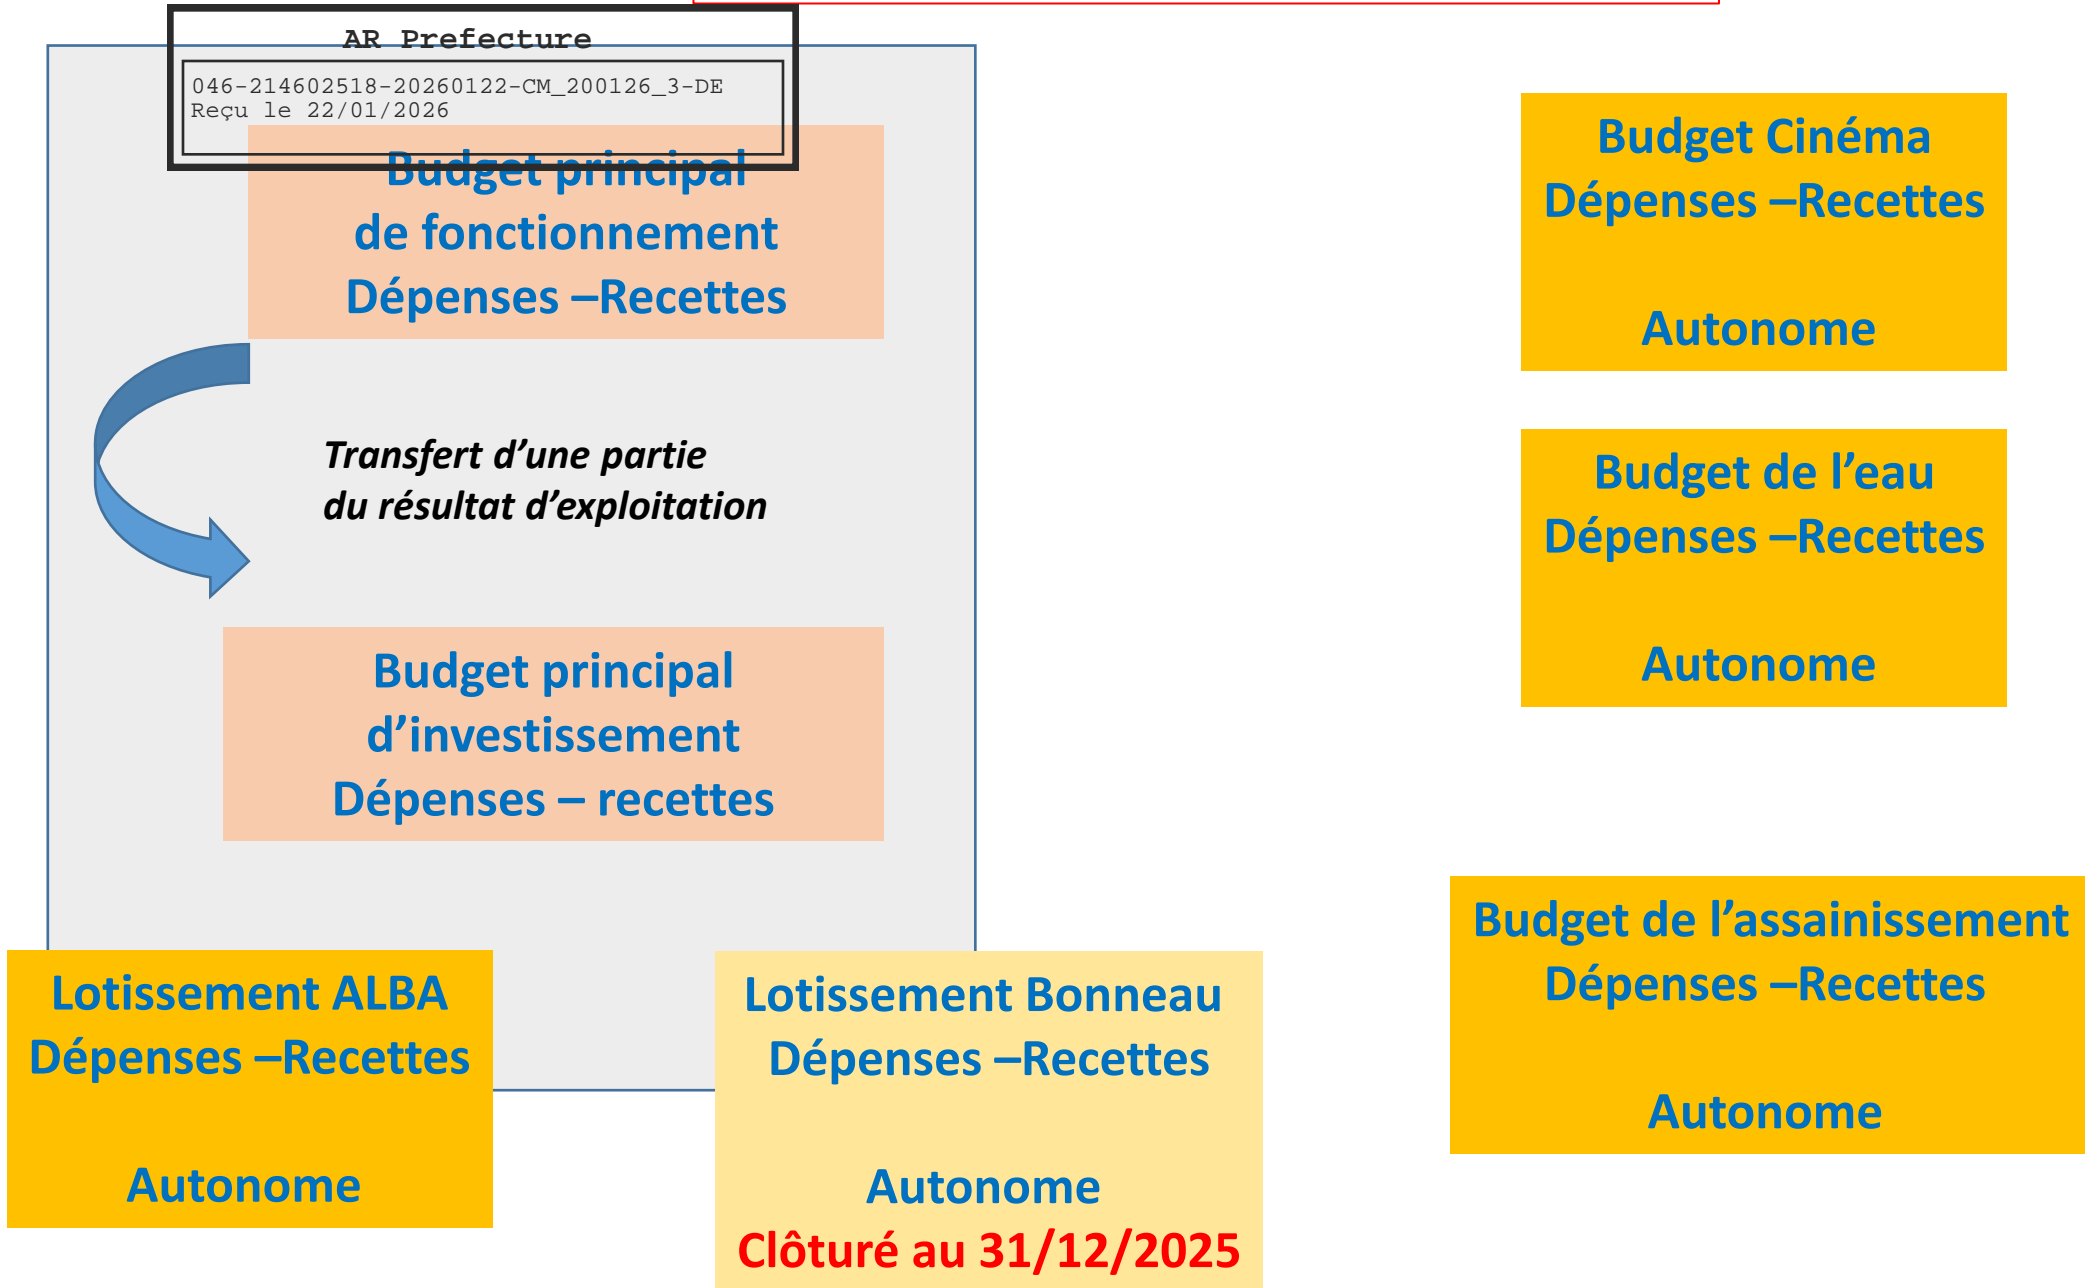 AR Prefecture
046-214602518-20260122-CM_200126_3-DE
Reçu le 22/01/2026
Budget principal
de fonctionnement
Dépenses –Recettes
Transfert d’une partie
du résultat d’exploitation
Budget principal
d’investissement
Dépenses – recettes
Budget Cinéma
Dépenses –Recettes
Autonome
Budget de l’eau
Dépenses –Recettes
Autonome
Budget de l’assainissement
Dépenses –Recettes
Autonome
Lotissement ALBA
Dépenses –Recettes
Autonome
Lotissement Bonneau
Dépenses –Recettes
Autonome
Clôturé au 31/12/2025